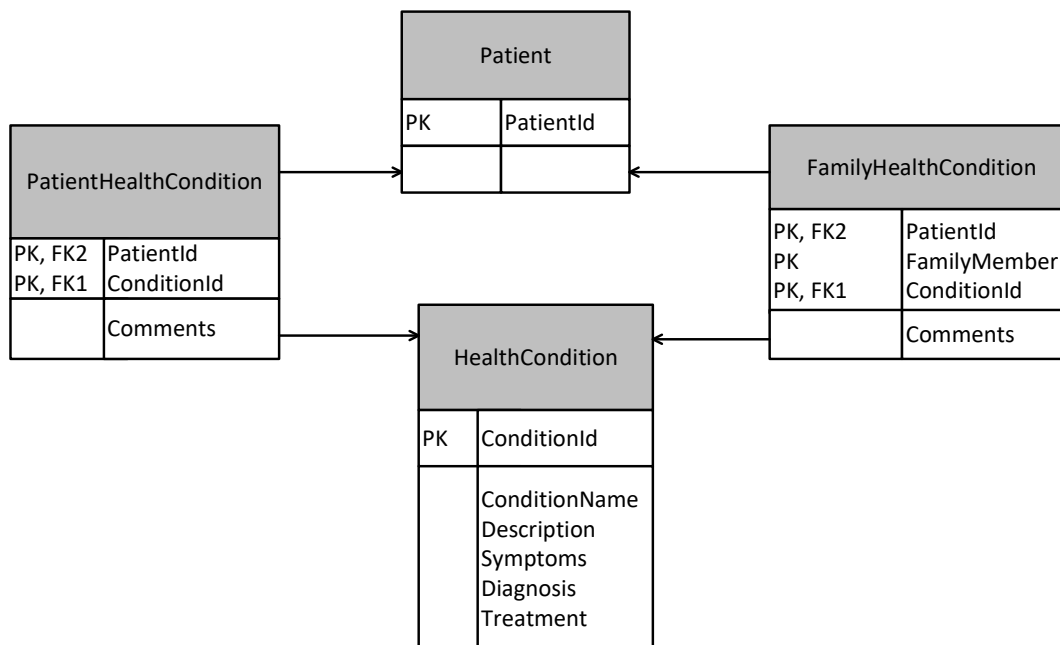 Patient
PK PatientId
PatientHealthCondition
PK, FK2 PatientId
PK, FK1 ConditionId
Comments
FamilyHealthCondition
PK, FK2 PatientId
PK FamilyMember
PK, FK1 ConditionId
Comments
HealthCondition
PK ConditionId
ConditionName
Description
Symptoms
Diagnosis
Treatment